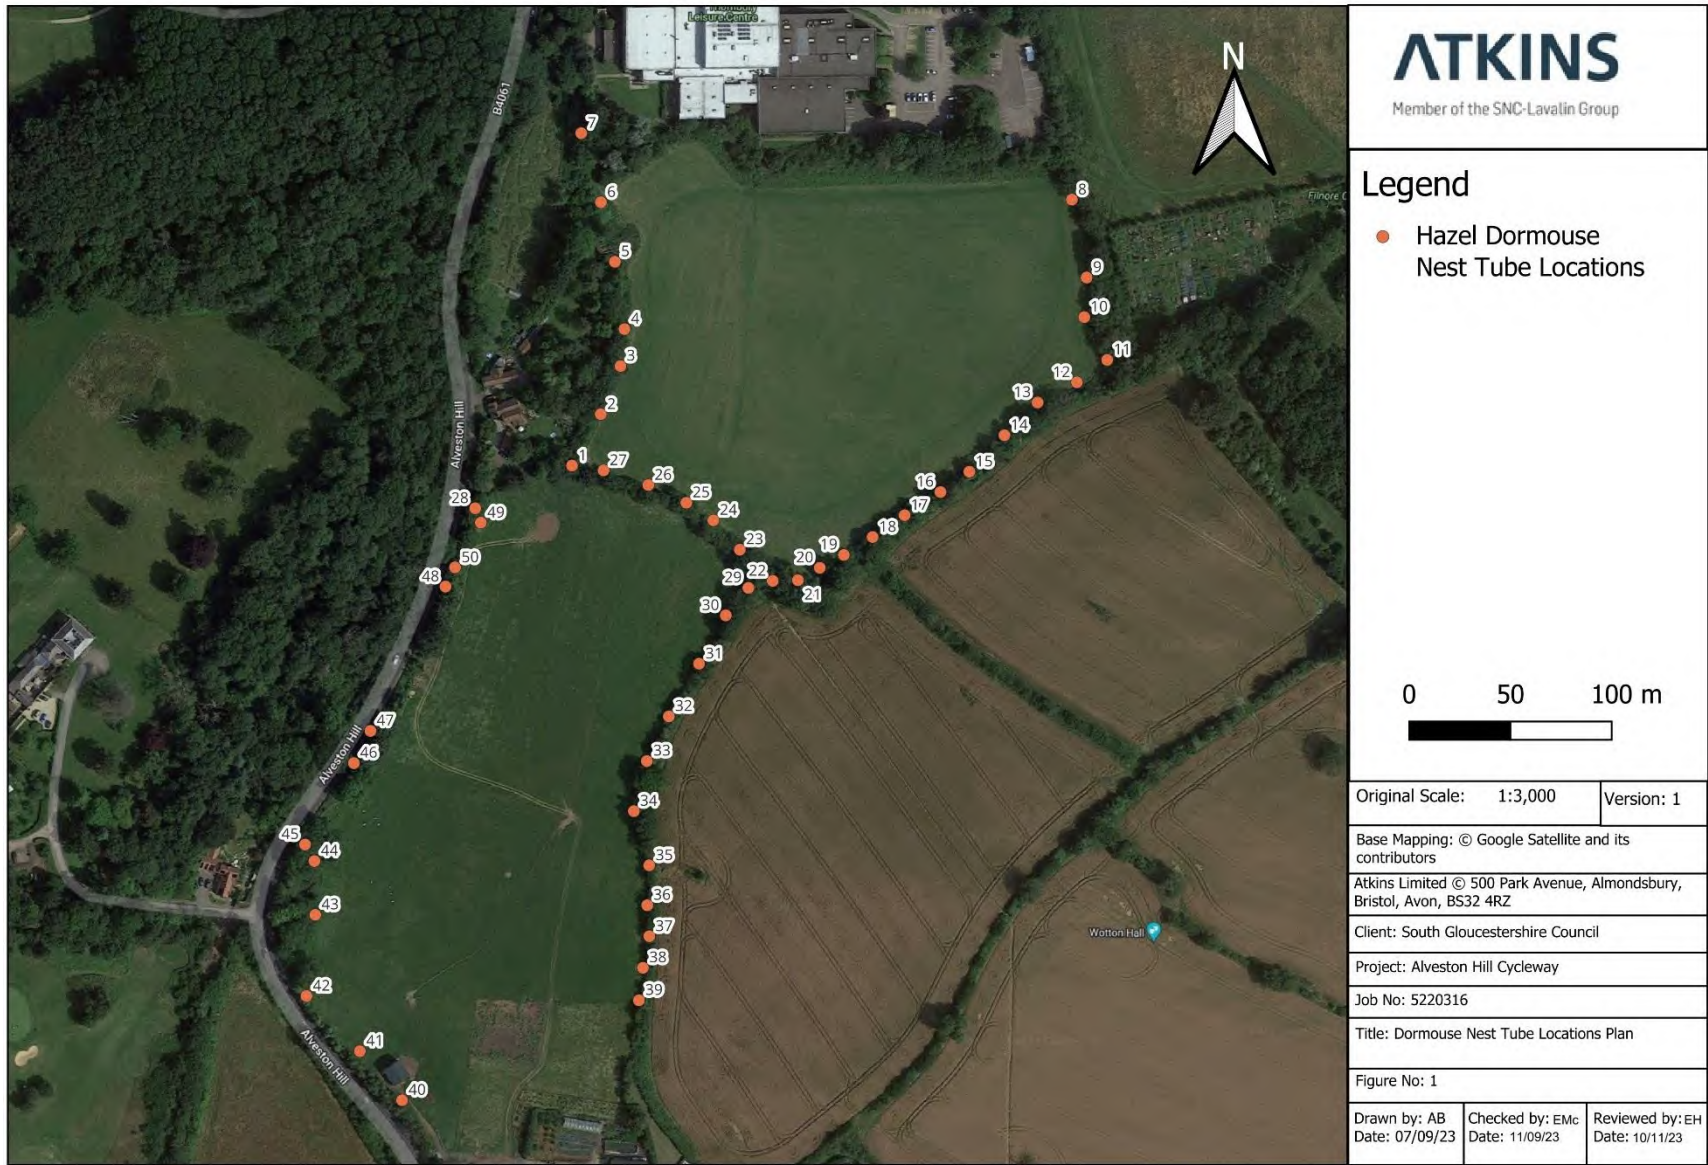 Thornbury
Leisure Centre
B4061
N
7
6
8
5
Filnore
9
4
10
3
11
12
2
13
Alveston Hill
14
1
27
15
26
16
25
28
17
24
49
18
23
19
50
20
22
48
29
21
30
31
32
47
Alveston Hill
46
33
34
45
44
35
36
43
37
Wotton Hall
38
42
39
Alveston Hill
41
40
ATKINS
Member of the SNC-Lavalin Group
Legend
Hazel Dormouse
Nest Tube Locations
0 50 100 m
Original Scale: 1:3,000
Version: 1
Base Mapping: © Google Satellite and its
contributors
Atkins Limited © 500 Park Avenue, Almondsbury,
Bristol, Avon, BS32 4RZ
Client: South Gloucestershire Council
Project: Alveston Hill Cycleway
Job No: 5220316
Title: Dormouse Nest Tube Locations Plan
Figure No: 1
Drawn by: AB
Date: 07/09/23
Checked by: EMc
Date: 11/09/23
Reviewed by: EH
Date: 10/11/23